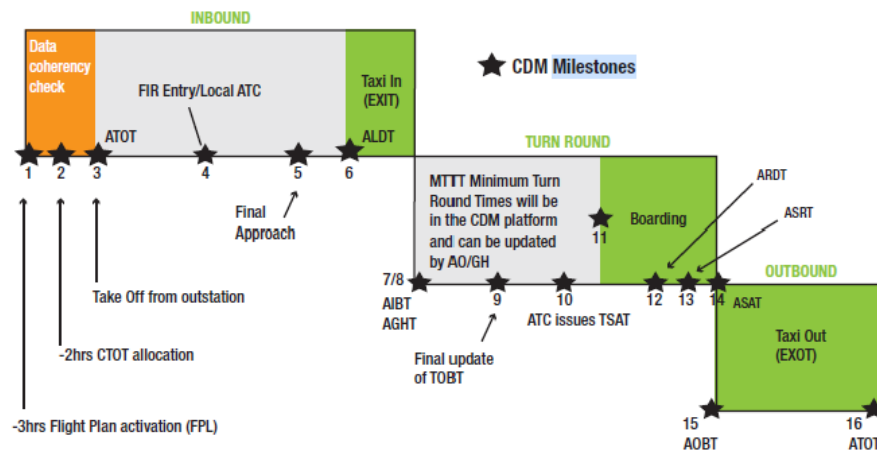 INBOUND
Data
coherency
check
FIR Entry/Local ATC
Taxi In
(EXIT)
CDM Milestones
ATOT
ALDT
1
2
3
4
5
6
TURN ROUND
Final
Approach
MTTT Minimum Turn
Round Times will be
in the CDM platform
and can be updated
by AO/GH
11
Boarding
ARDT
ASRT
Take Off from outstation
7/8
AIBT
AGHT
9
10
12
13
14
ASAT
OUTBOUND
ATC issues TSAT
Final update
of TOBT
Taxi Out
(EXOT)
-2hrs CTOT allocation
-3hrs Flight Plan activation (FPL)
15
AOBT
16
ATOT